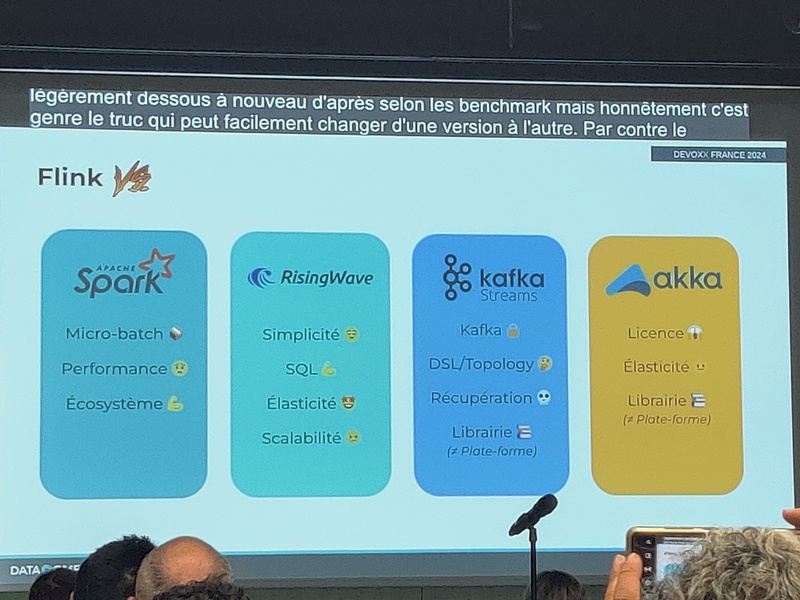 légèrement dessous à nouveau d'après selon les benchmark mais honnêtement c'est
genre le truc qui peut facilement changer d'une version à l'autre. Par contre le
DEVOXX FRANCE 2024
Flink VS.
APACHE
Spark
Micro-batch
Performance
Écosystème
RisingWave
Simplicité
SQL
Élasticité
Scalabilité
kafka
Streams
Kafka
DSL/Topology
Récupération
Librairie
(≠ Plate-forme)
akka
Licence
Élasticité
Librairie
(≠ Plate-forme)
DATA